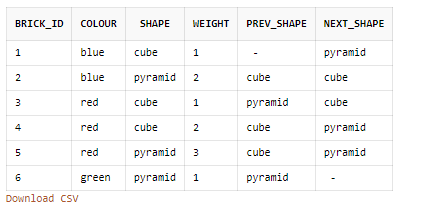 BRICK_ID COLOUR SHAPE WEIGHT PREV_SHAPE NEXT_SHAPE
1 blue cube 1 - pyramid
2 blue pyramid 2 cube cube
3 red cube 1 pyramid cube
4 red cube 2 cube pyramid
5 red pyramid 3 cube pyramid
6 green pyramid 1 pyramid -
Download CSV